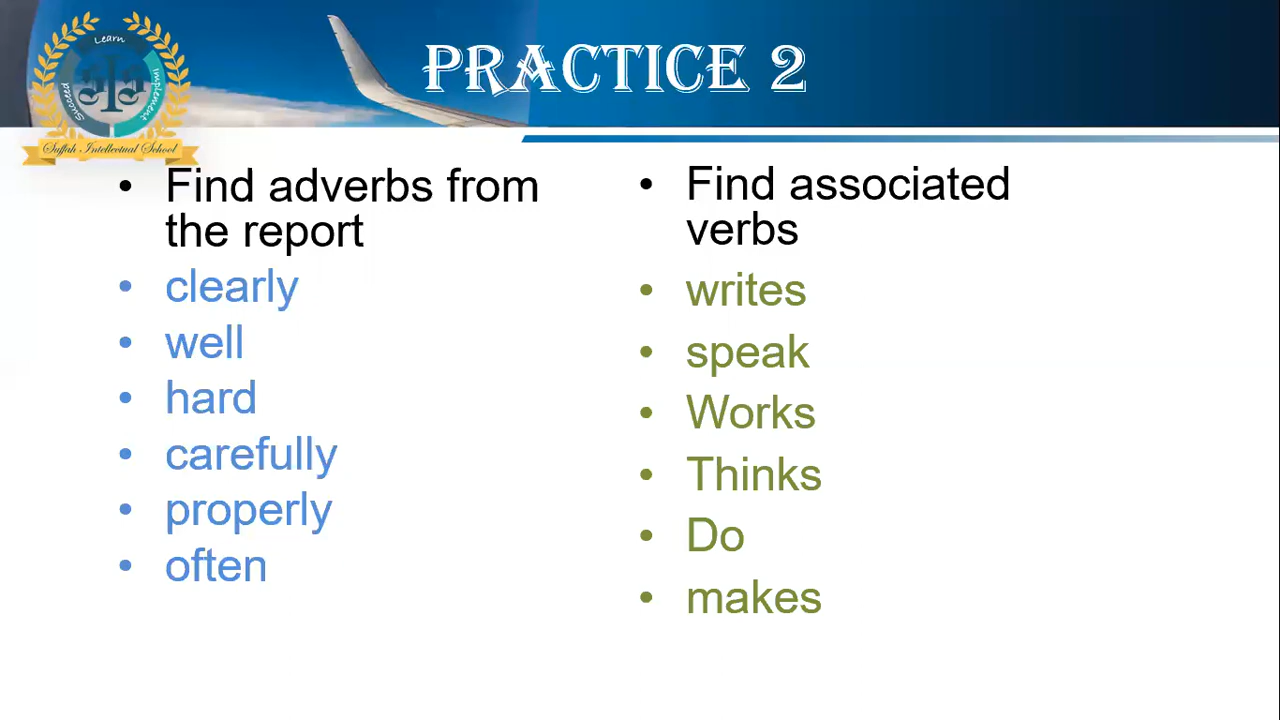 Learn
Implement
Succeed
Suffah Intellectual School
PRACTICE 2
• Find adverbs from
the report
• clearly
• well
• hard
• carefully
• properly
• often
• Find associated
verbs
• writes
• speak
• Works
• Thinks
• Do
• makes